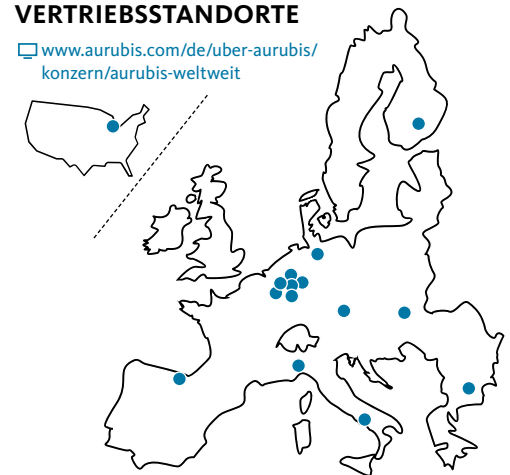 VERTRIEBSSTANDORTE
www.aurubis.com/de/uber-aurubis/
konzern/aurubis-weltweit